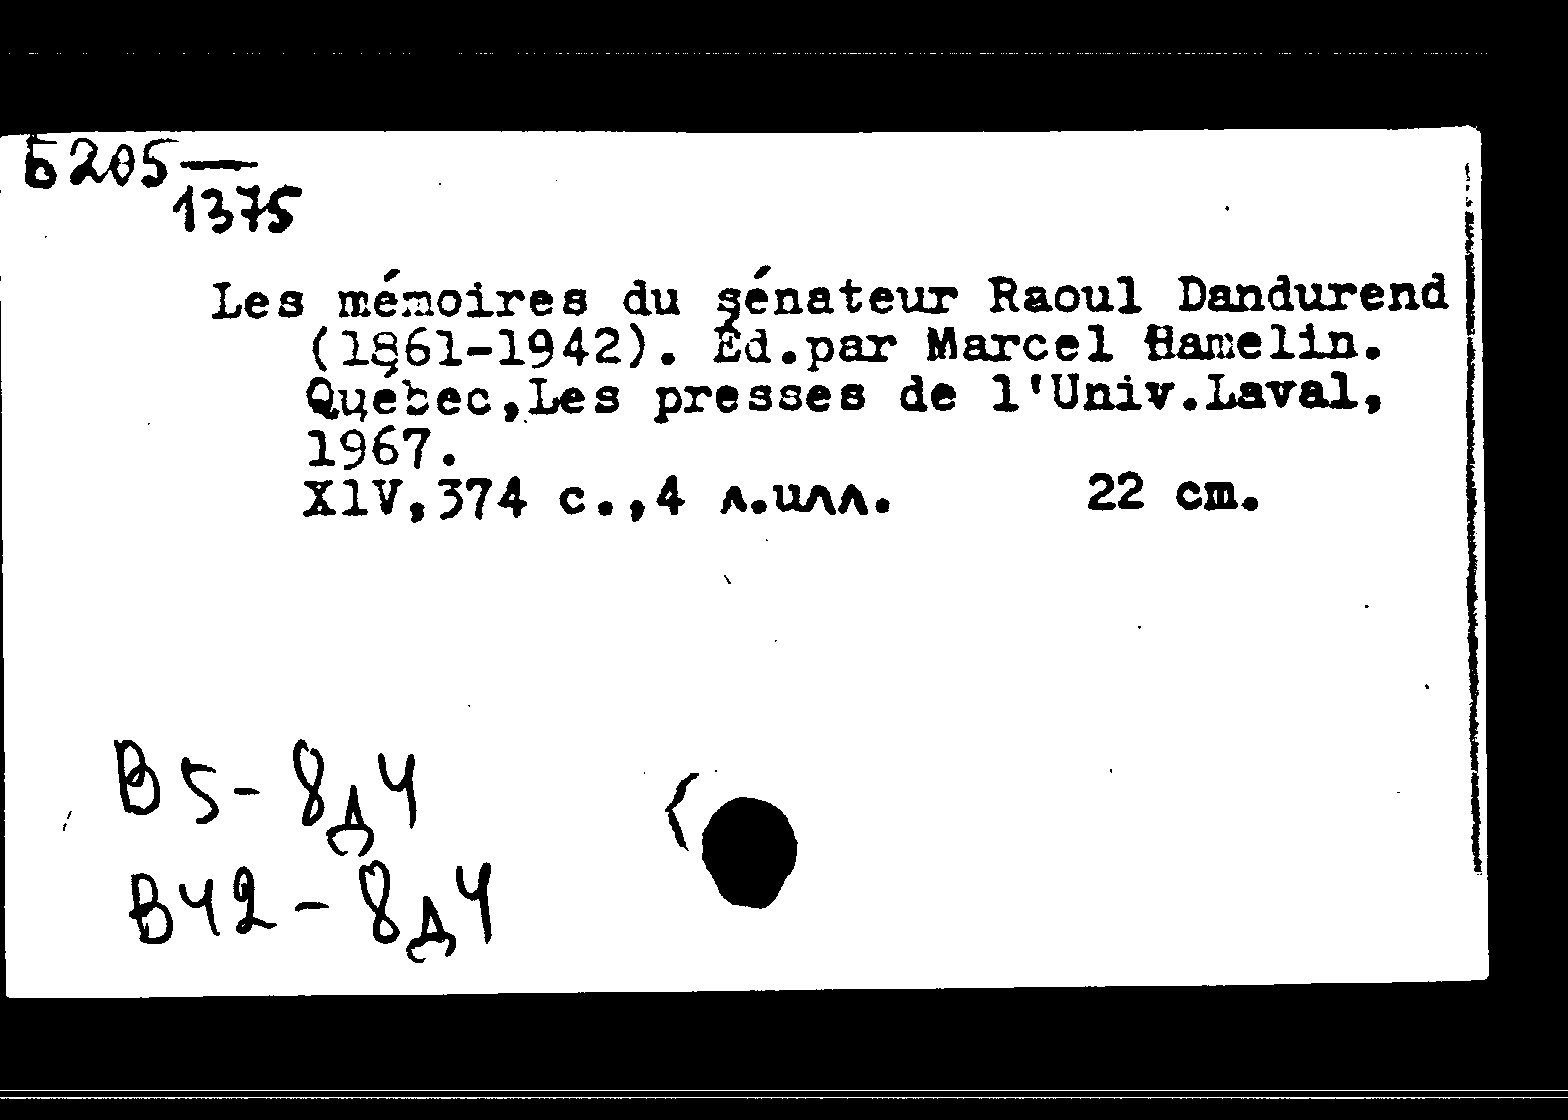 Б205—
1375
Les mémoires du sénateur Raoul Dandurend
(1861-1942). Éd.par Marcel Hamelin.
Québec,Les presses de l'Univ.Laval,
1967.
X1V,374 c.,4 л.илл. 22 cm.
В5-8д4
В42-8д4